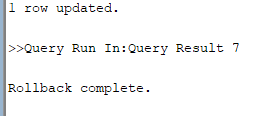 1 row updated.
>>Query Run In:Query Result 7
Rollback complete.